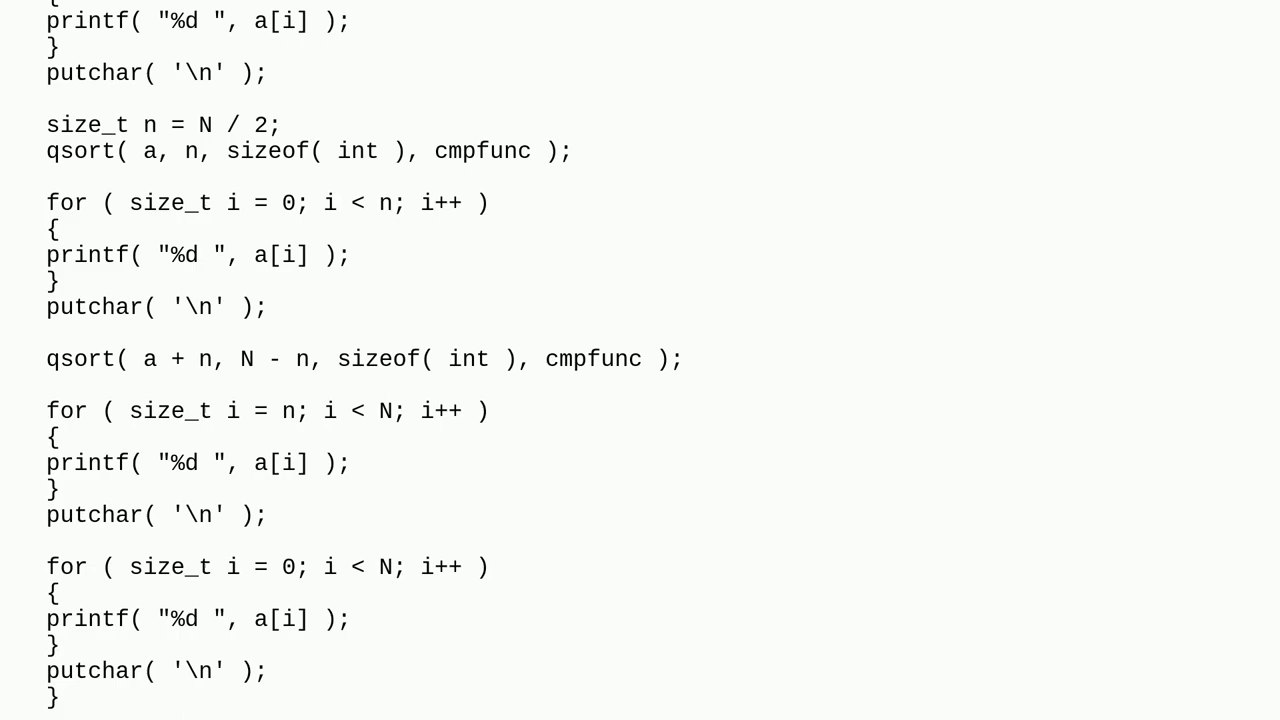 {
printf( "%d ", a[i] );
}
putchar( '\n' );
size_t n = N / 2;
qsort( a, n, sizeof( int ), cmpfunc );
for ( size_t i = 0; i < n; i++ )
{
printf( "%d ", a[i] );
}
putchar( '\n' );
qsort( a + n, N - n, sizeof( int ), cmpfunc );
for ( size_t i = n; i < N; i++ )
{
printf( "%d ", a[i] );
}
putchar( '\n' );
for ( size_t i = 0; i < N; i++ )
{
printf( "%d ", a[i] );
}
putchar( '\n' );
}